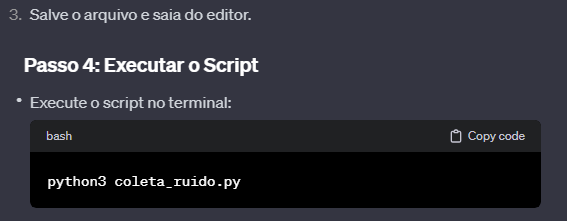 3. Salve o arquivo e saia do editor.
Passo 4: Executar o Script
• Execute o script no terminal:
bash
Copy code
python3 coleta_ruido.py